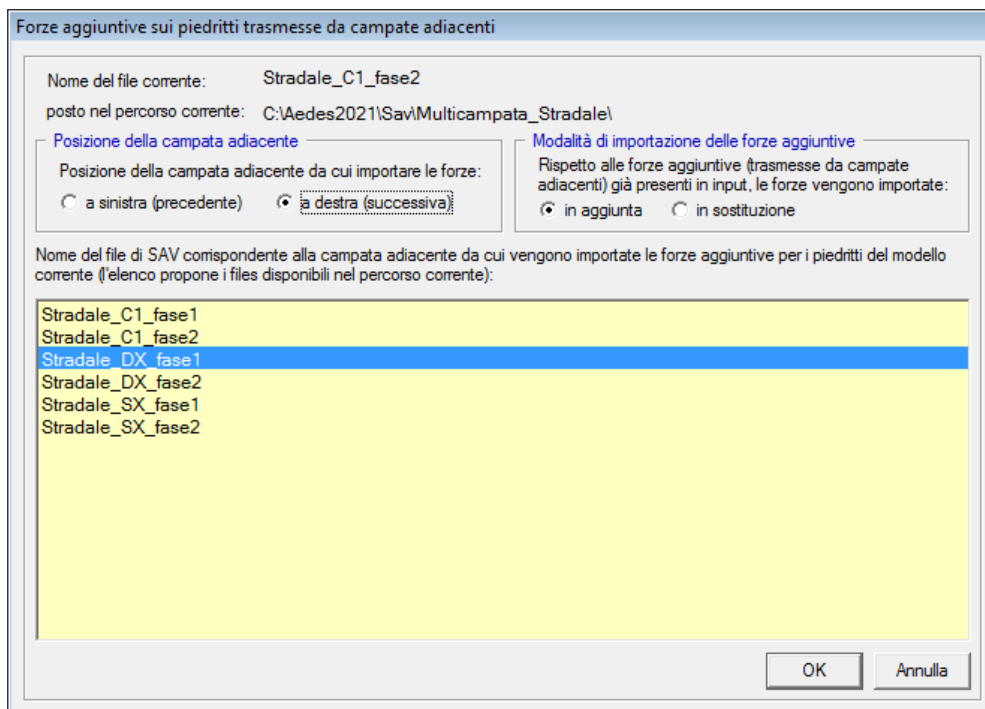 Forze aggiuntive sui piedritti trasmesse da campate adiacenti
Nome del file corrente: Stradale_C1_fase2
posto nel percorso corrente: C:\Aedes2021\Sav\Multicampata_Stradale\
Posizione della campata adiacente
Posizione della campata adiacente da cui importare le forze:
a sinistra (precedente) a destra (successiva)
Modalità di importazione delle forze aggiuntive
Rispetto alle forze aggiuntive (trasmesse da campate
adiacenti) già presenti in input, le forze vengono importate:
in aggiunta in sostituzione
Nome del file di SAV corrispondente alla campata adiacente da cui vengono importate le forze aggiuntive per i piedritti del modello
corrente (l'elenco propone i files disponibili nel percorso corrente):
Stradale_C1_fase1
Stradale_C1_fase2
Stradale_DX_fase1
Stradale_DX_fase2
Stradale_SX_fase1
Stradale_SX_fase2
OK Annulla